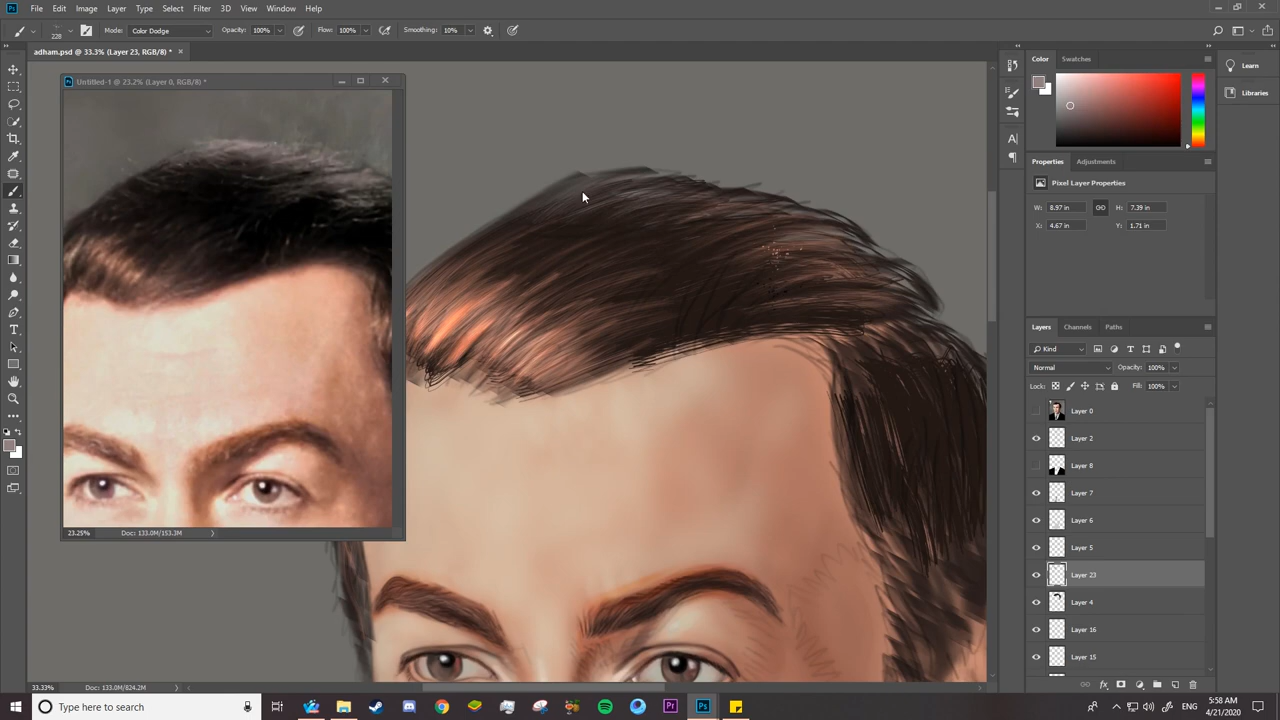 File Edit Image Layer Type Select Filter 3D View Window Help
228 Mode: Color Dodge Opacity: 100% Flow: 100% Smoothing: 10%
adham.psd @ 33.3% (Layer 23, RGB/8) *
Untitled-1 @ 23.2% (Layer 0, RGB/8) *
23.25% Doc: 133.0M/153.3M
33.33% Doc: 133.0M/824.2M
Color Swatches
Learn
Libraries
Properties Adjustments
Pixel Layer Properties
W: 8.97 in H: 7.39 in
X: 4.67 in Y: 1.71 in
Layers Channels Paths
Kind
Normal Opacity: 100%
Lock: Fill: 100%
Layer 0
Layer 2
Layer 8
Layer 7
Layer 6
Layer 5
Layer 23
Layer 4
Layer 16
Layer 15
Type here to search
ENG
5:58 AM
4/21/2020